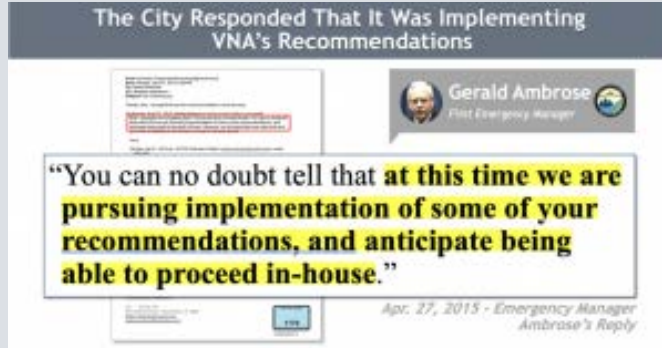 The City Responded That It Was Implementing
VNA's Recommendations
Gerald Ambrose
Flint Emergency Manager
“You can no doubt tell that at this time we are
pursuing implementation of some of your
recommendations, and anticipate being
able to proceed in-house.”
Apr. 27, 2015 - Emergency Manager
Ambrose's Reply